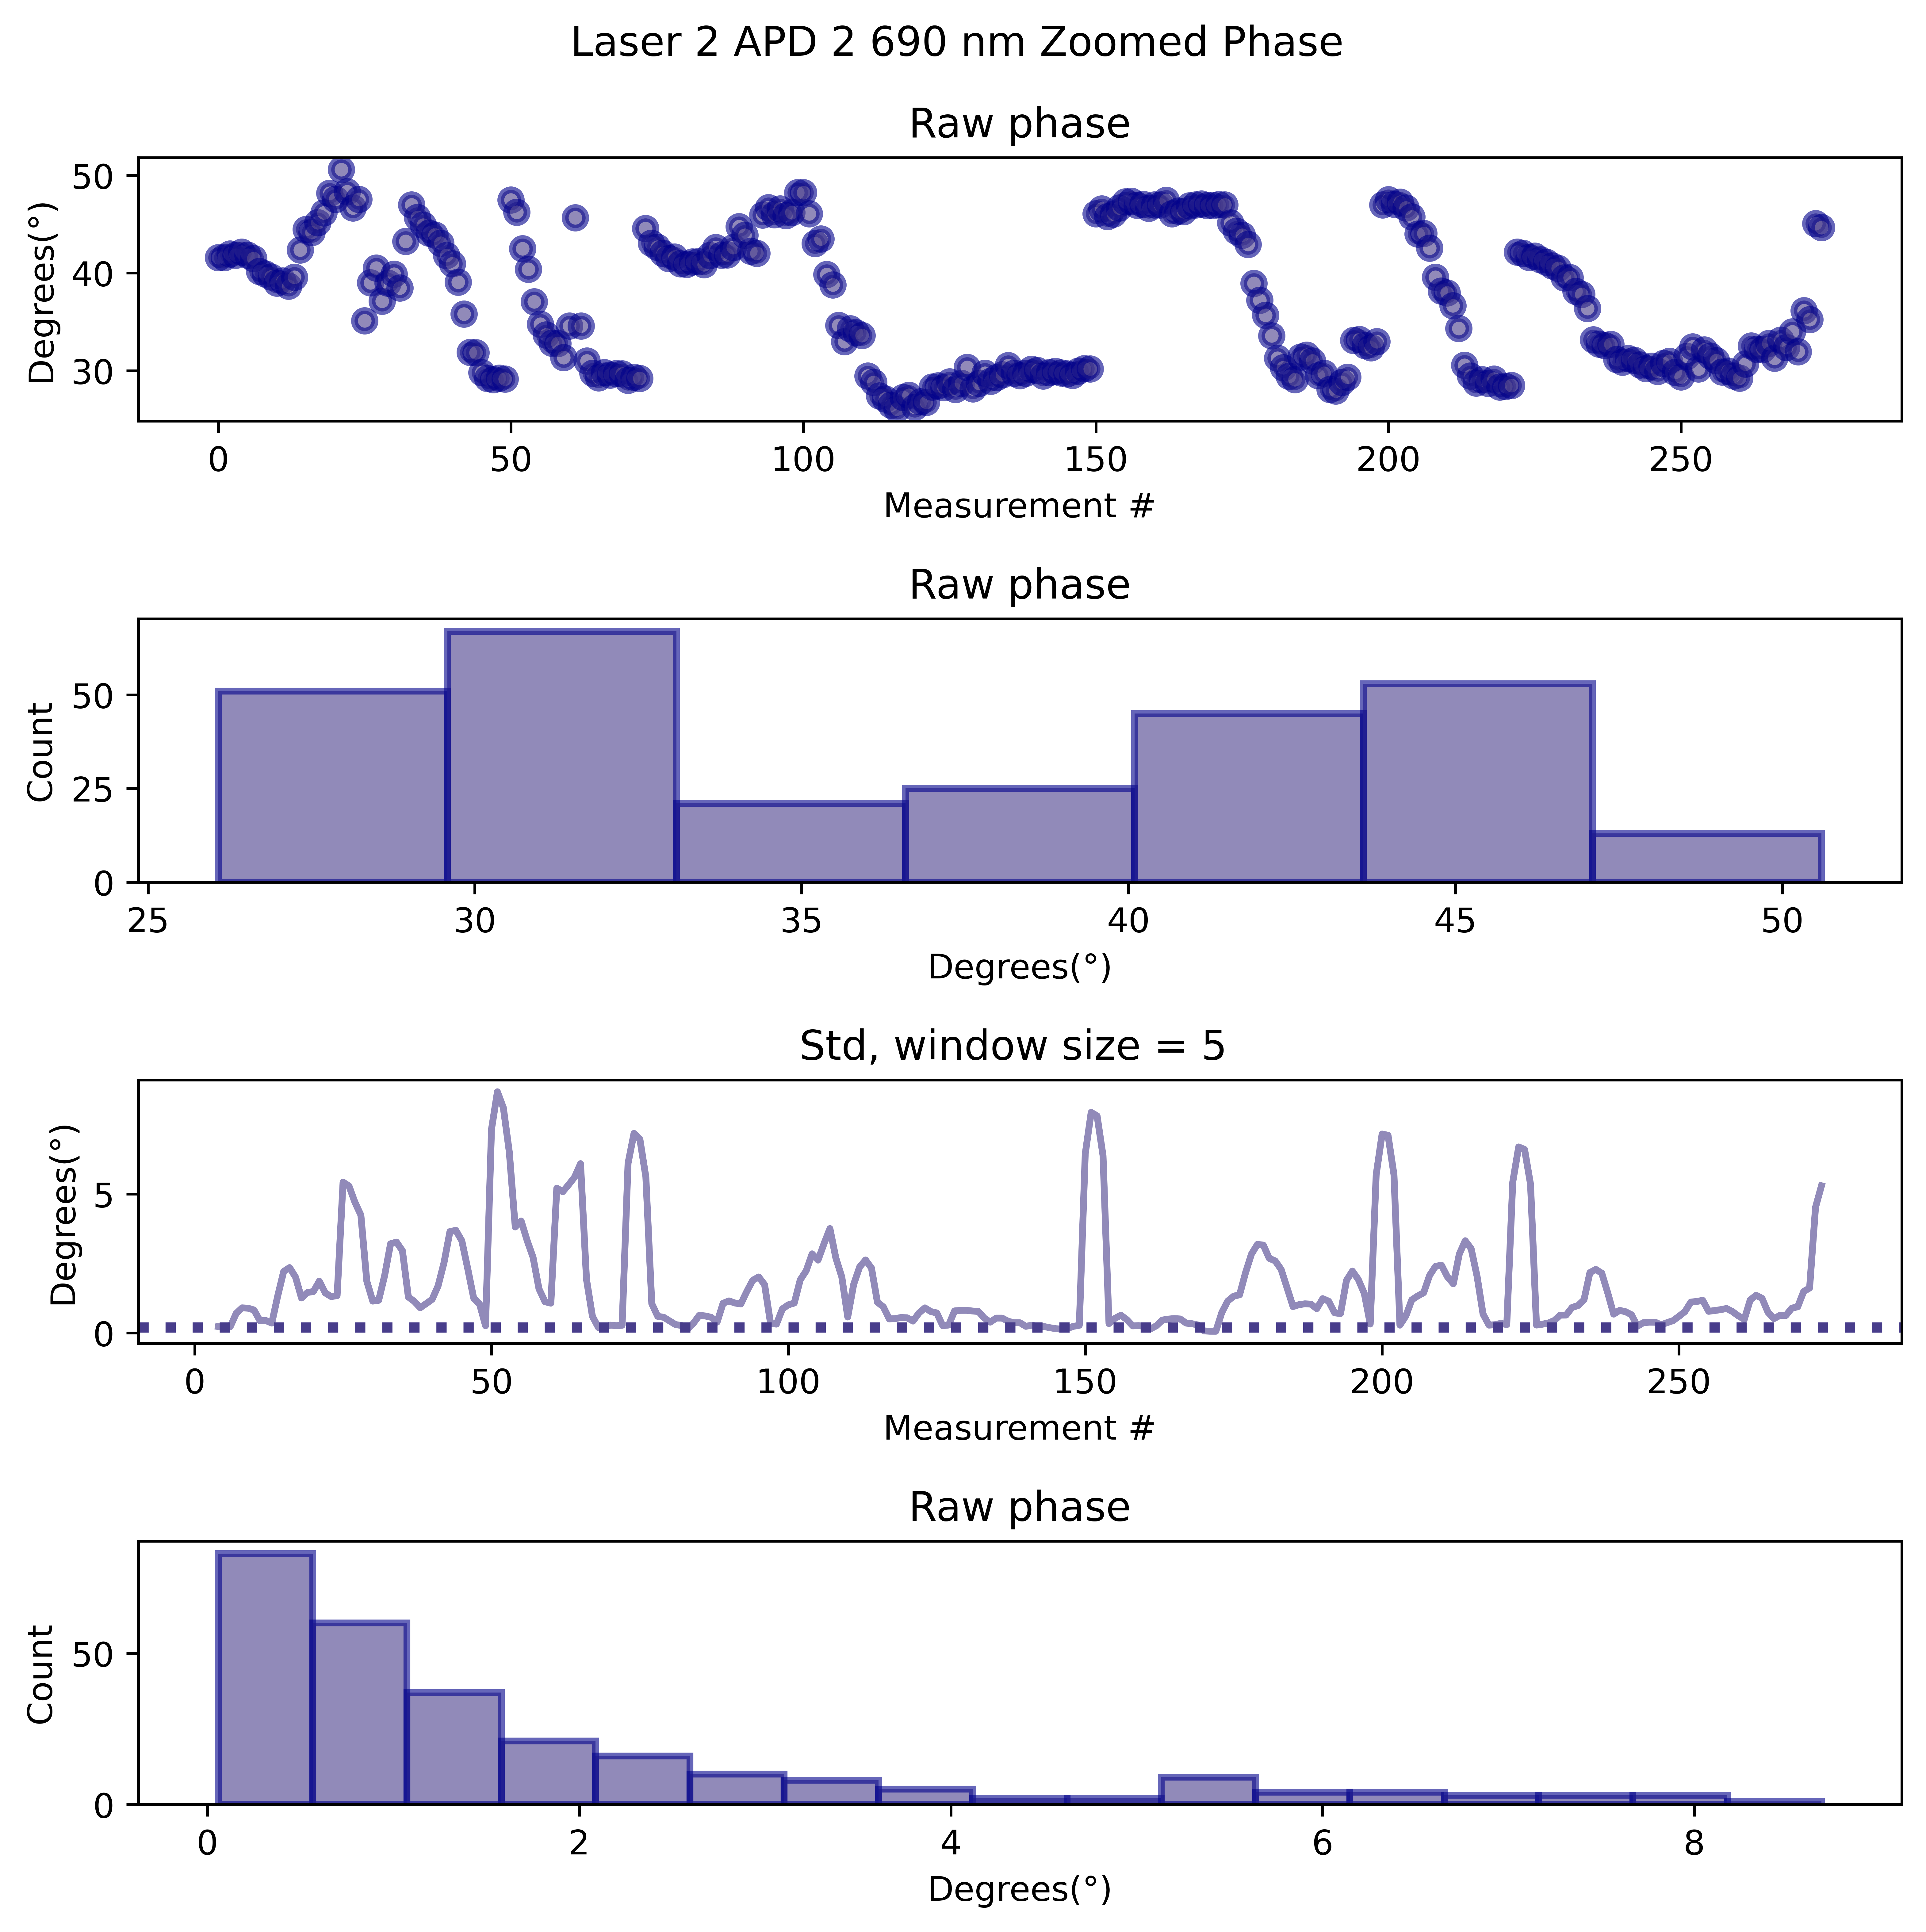 Laser 2 APD 2 690 nm Zoomed Phase
Raw phase
Degrees(°)
50
40
30
0 50 100 150 200 250
Measurement #
Raw phase
Count
50
25
0
25 30 35 40 45 50
Degrees(°)
Std, window size = 5
Degrees(°)
5
0
0 50 100 150 200 250
Measurement #
Raw phase
Count
50
0
0 2 4 6 8
Degrees(°)